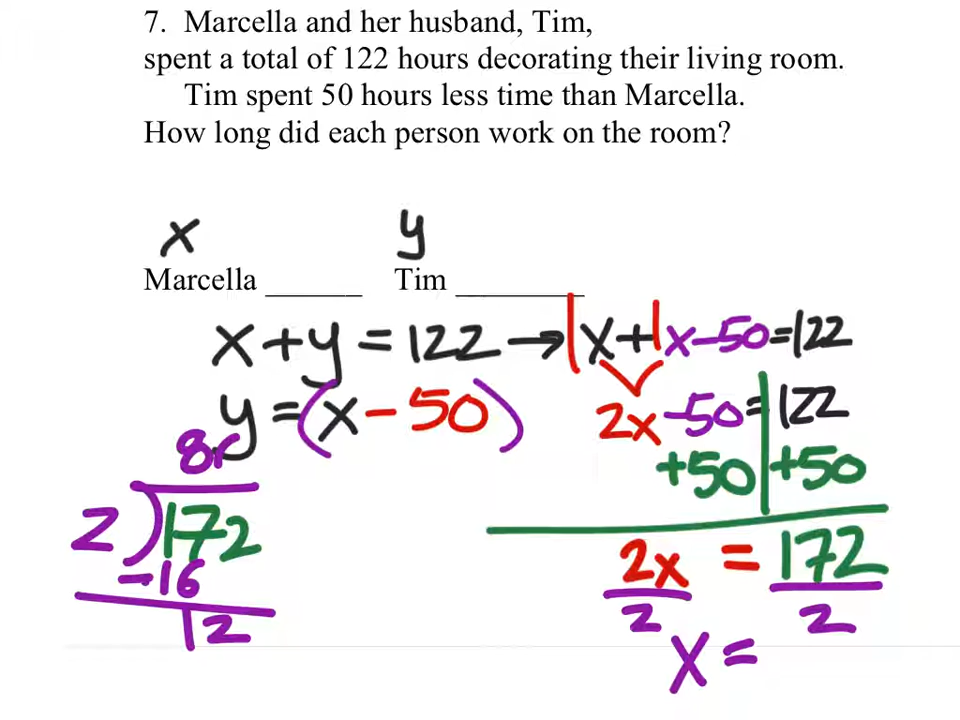 7. Marcella and her husband, Tim,
spent a total of 122 hours decorating their living room.
Tim spent 50 hours less time than Marcella.
How long did each person work on the room?
x y
Marcella ______ Tim ________
x + y = 122 → 1x + 1x - 50 = 122
y = (x - 50)
2x - 50 = 122
+50 +50
2x = 172
2 2
x =
8
2 ) 172
- 16
12